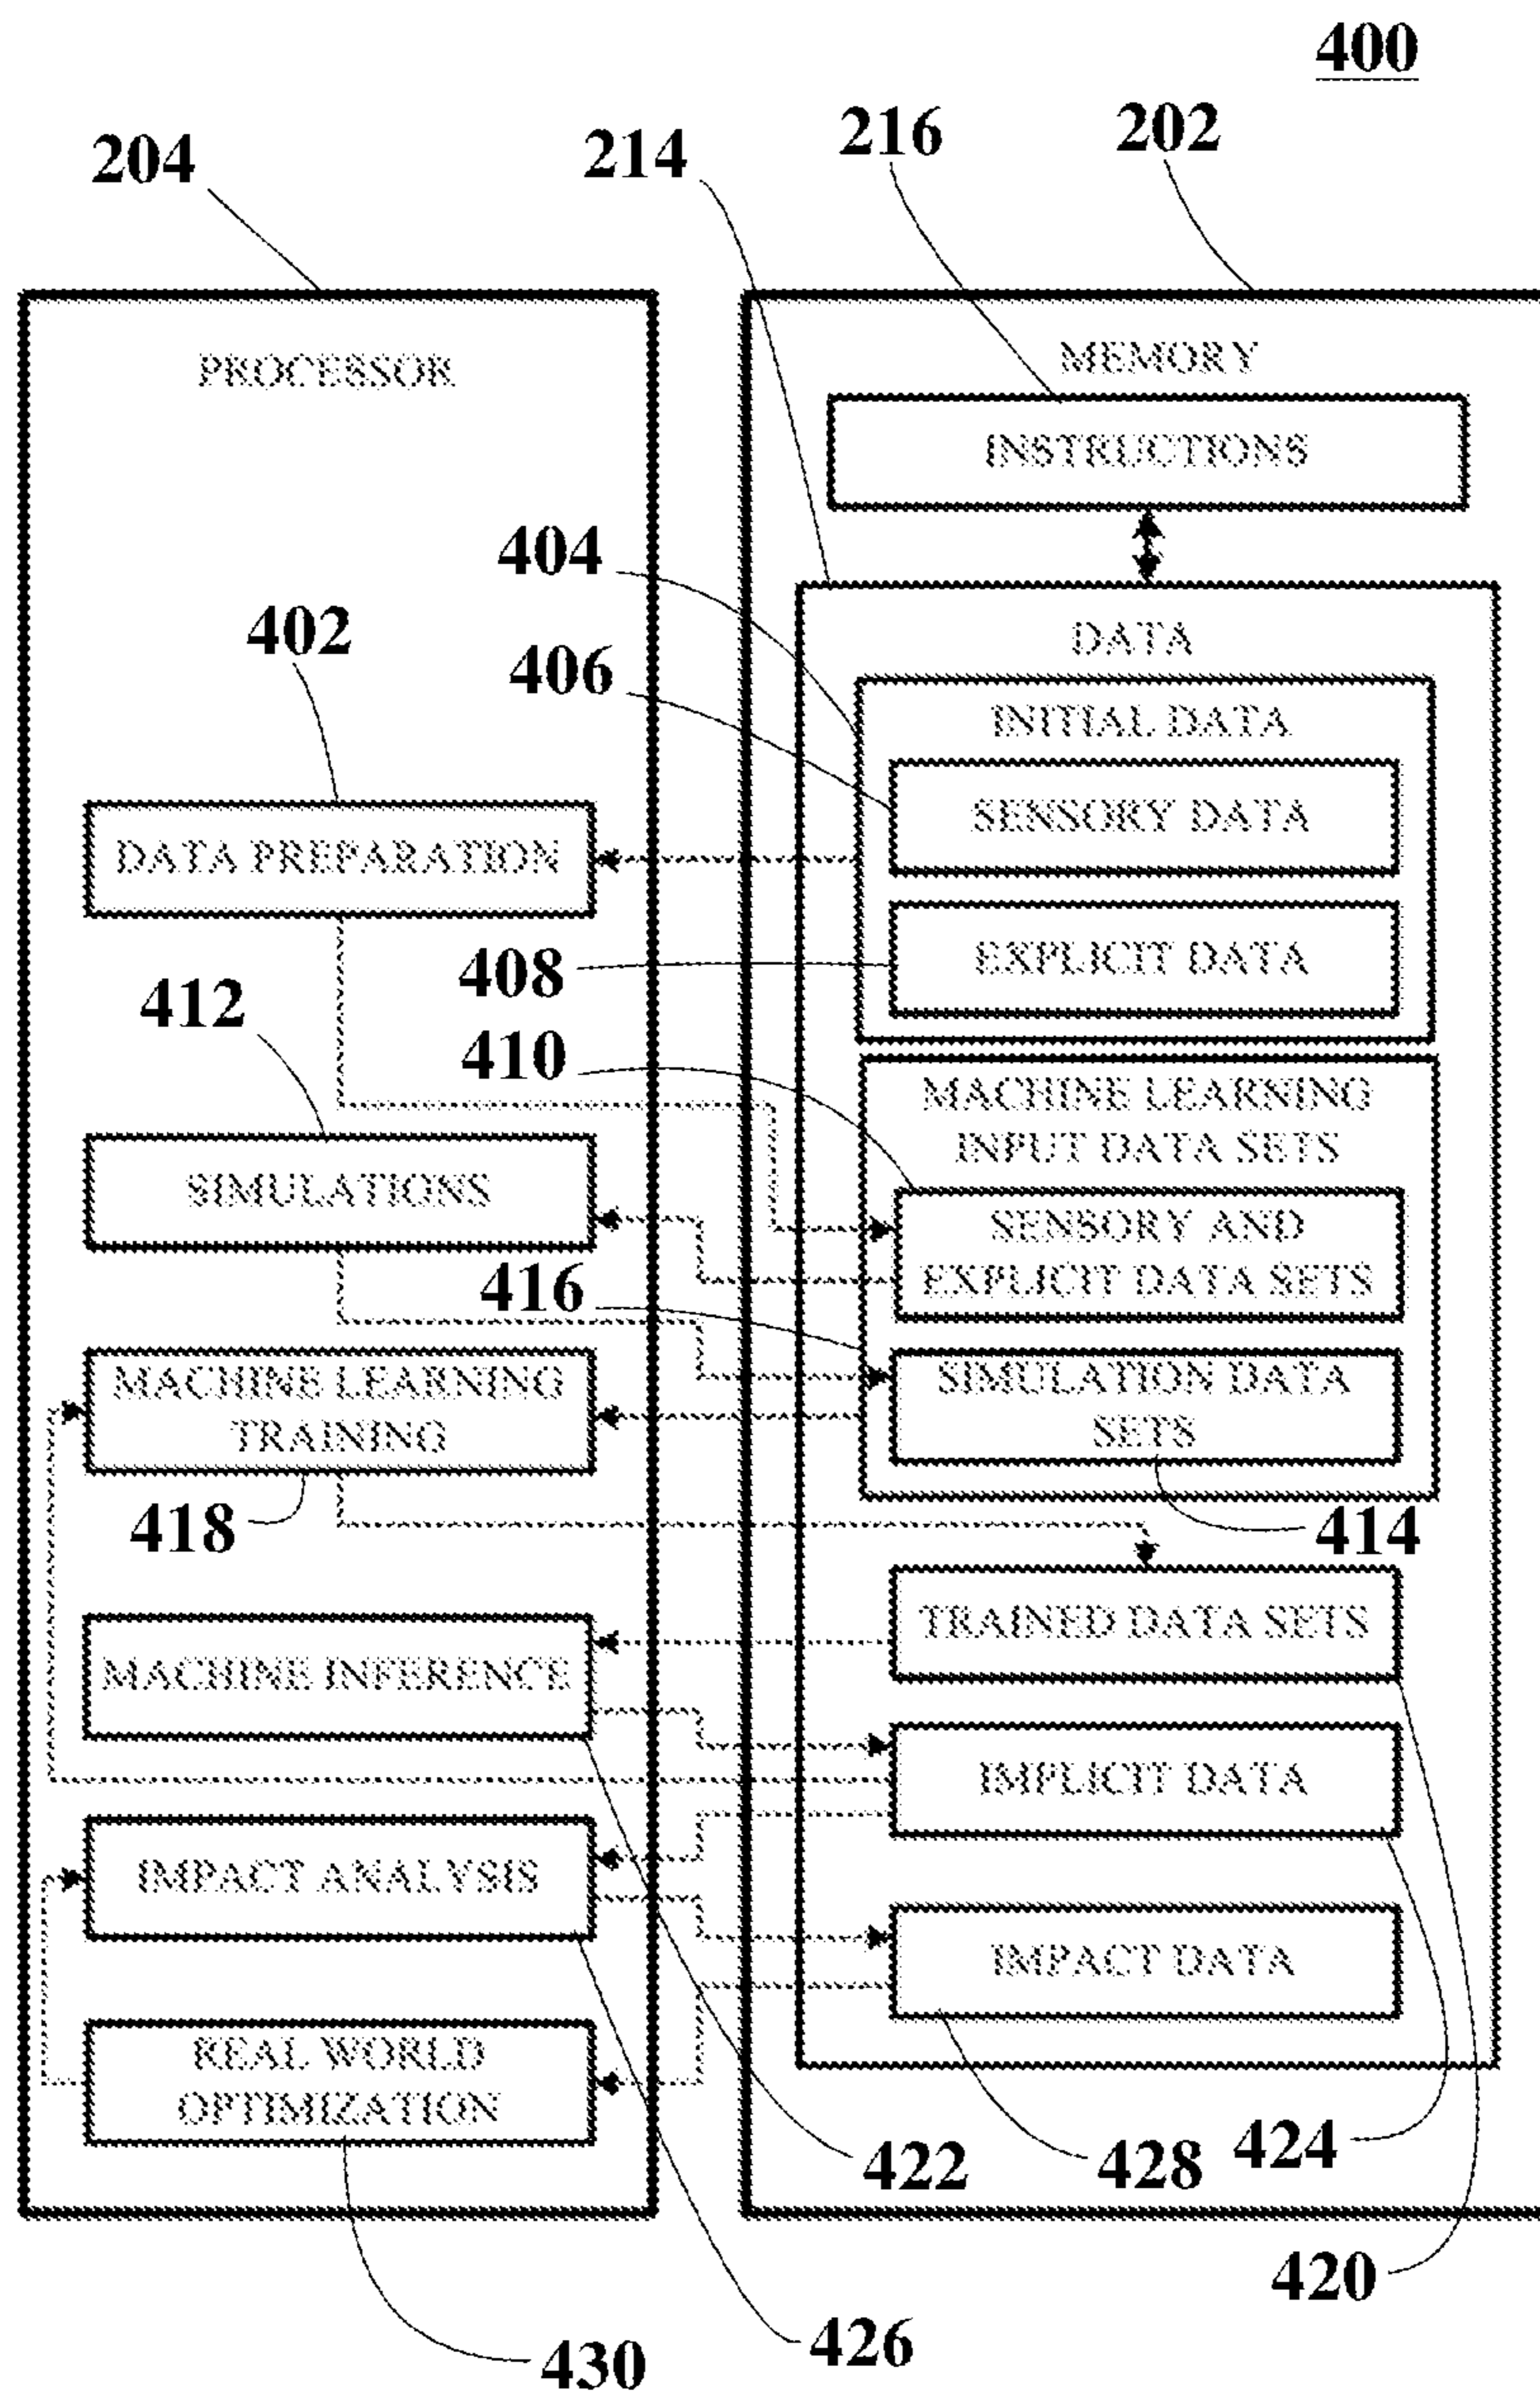 400
204
214
216
202
PROCESSOR
MEMORY
INSTRUCTIONS
404
402
406
DATA
INITIAL DATA
SENSORY DATA
DATA PREPARATION
EXPLICIT DATA
408
412
410
MACHINE LEARNING
INPUT DATA SETS
SIMULATIONS
SENSORY AND
EXPLICIT DATA SETS
416
MACHINE LEARNING
TRAINING
SIMULATION DATA
SETS
418
414
TRAINED DATA SETS
MACHINE INFERENCE
IMPLICIT DATA
IMPACT ANALYSIS
IMPACT DATA
REAL WORLD
OPTIMIZATION
422
428
424
420
426
430